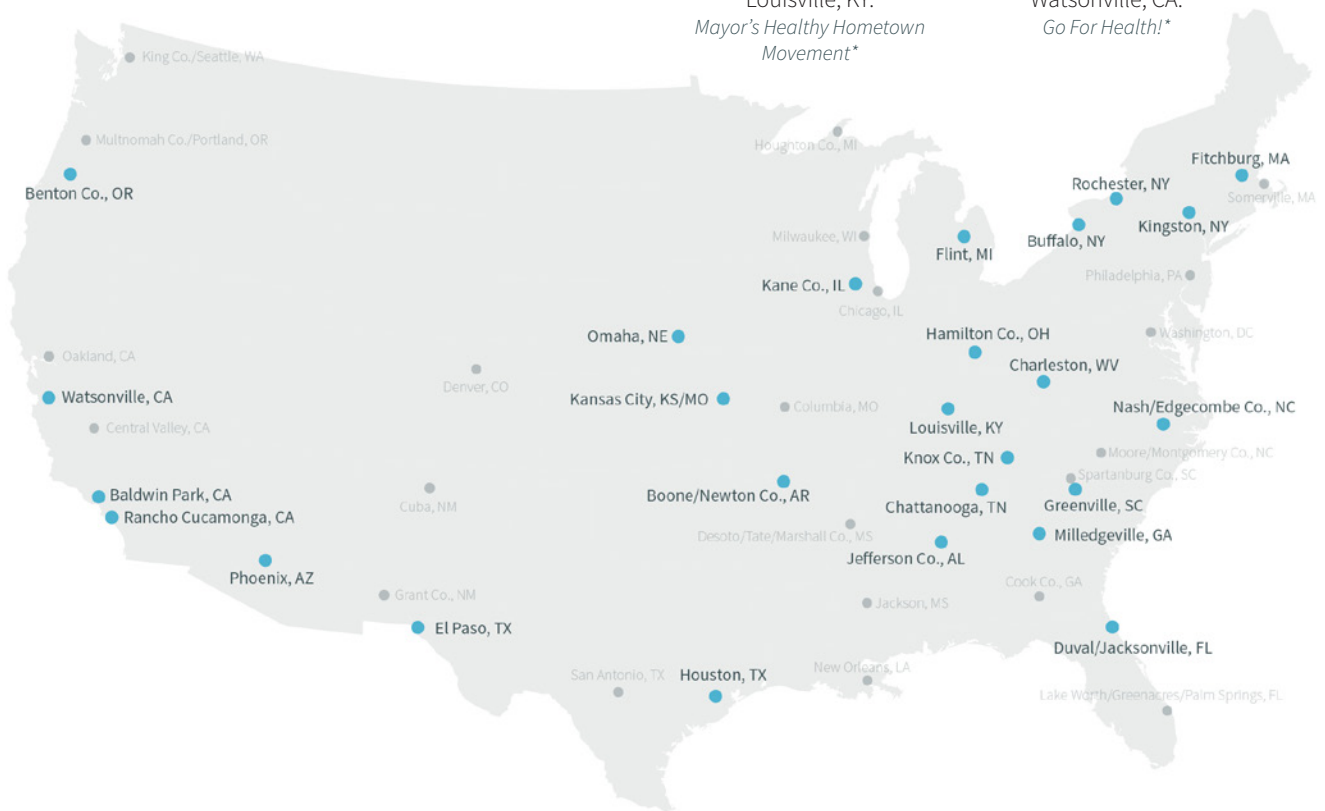 Louisville, KY:
Mayor's Healthy Hometown
Movement*
Watsonville, CA:
Go For Health!*
King Co./Seattle, WA
Multnomah Co./Portland, OR
Houghton Co., MI
Benton Co., OR
Fitchburg, MA
Rochester, NY
Somerville, MA
Kingston, NY
Milwaukee, WI
Buffalo, NY
Flint, MI
Philadelphia, PA
Kane Co., IL
Chicago, IL
Omaha, NE
Hamilton Co., OH
Washington, DC
Oakland, CA
Charleston, WV
Denver, CO
Watsonville, CA
Kansas City, KS/MO
Columbia, MO
Nash/Edgecombe Co., NC
Central Valley, CA
Louisville, KY
Moore/Montgomery Co., NC
Knox Co., TN
Spartanburg Co., SC
Baldwin Park, CA
Boone/Newton Co., AR
Cuba, NM
Chattanooga, TN
Greenville, SC
Rancho Cucamonga, CA
Desoto/Tate/Marshall Co., MS
Milledgeville, GA
Jefferson Co., AL
Phoenix, AZ
Cook Co., GA
Grant Co., NM
Jackson, MS
El Paso, TX
Duval/Jacksonville, FL
San Antonio, TX
Houston, TX
New Orleans, LA
Lake Worth/Greenacres/Palm Springs, FL